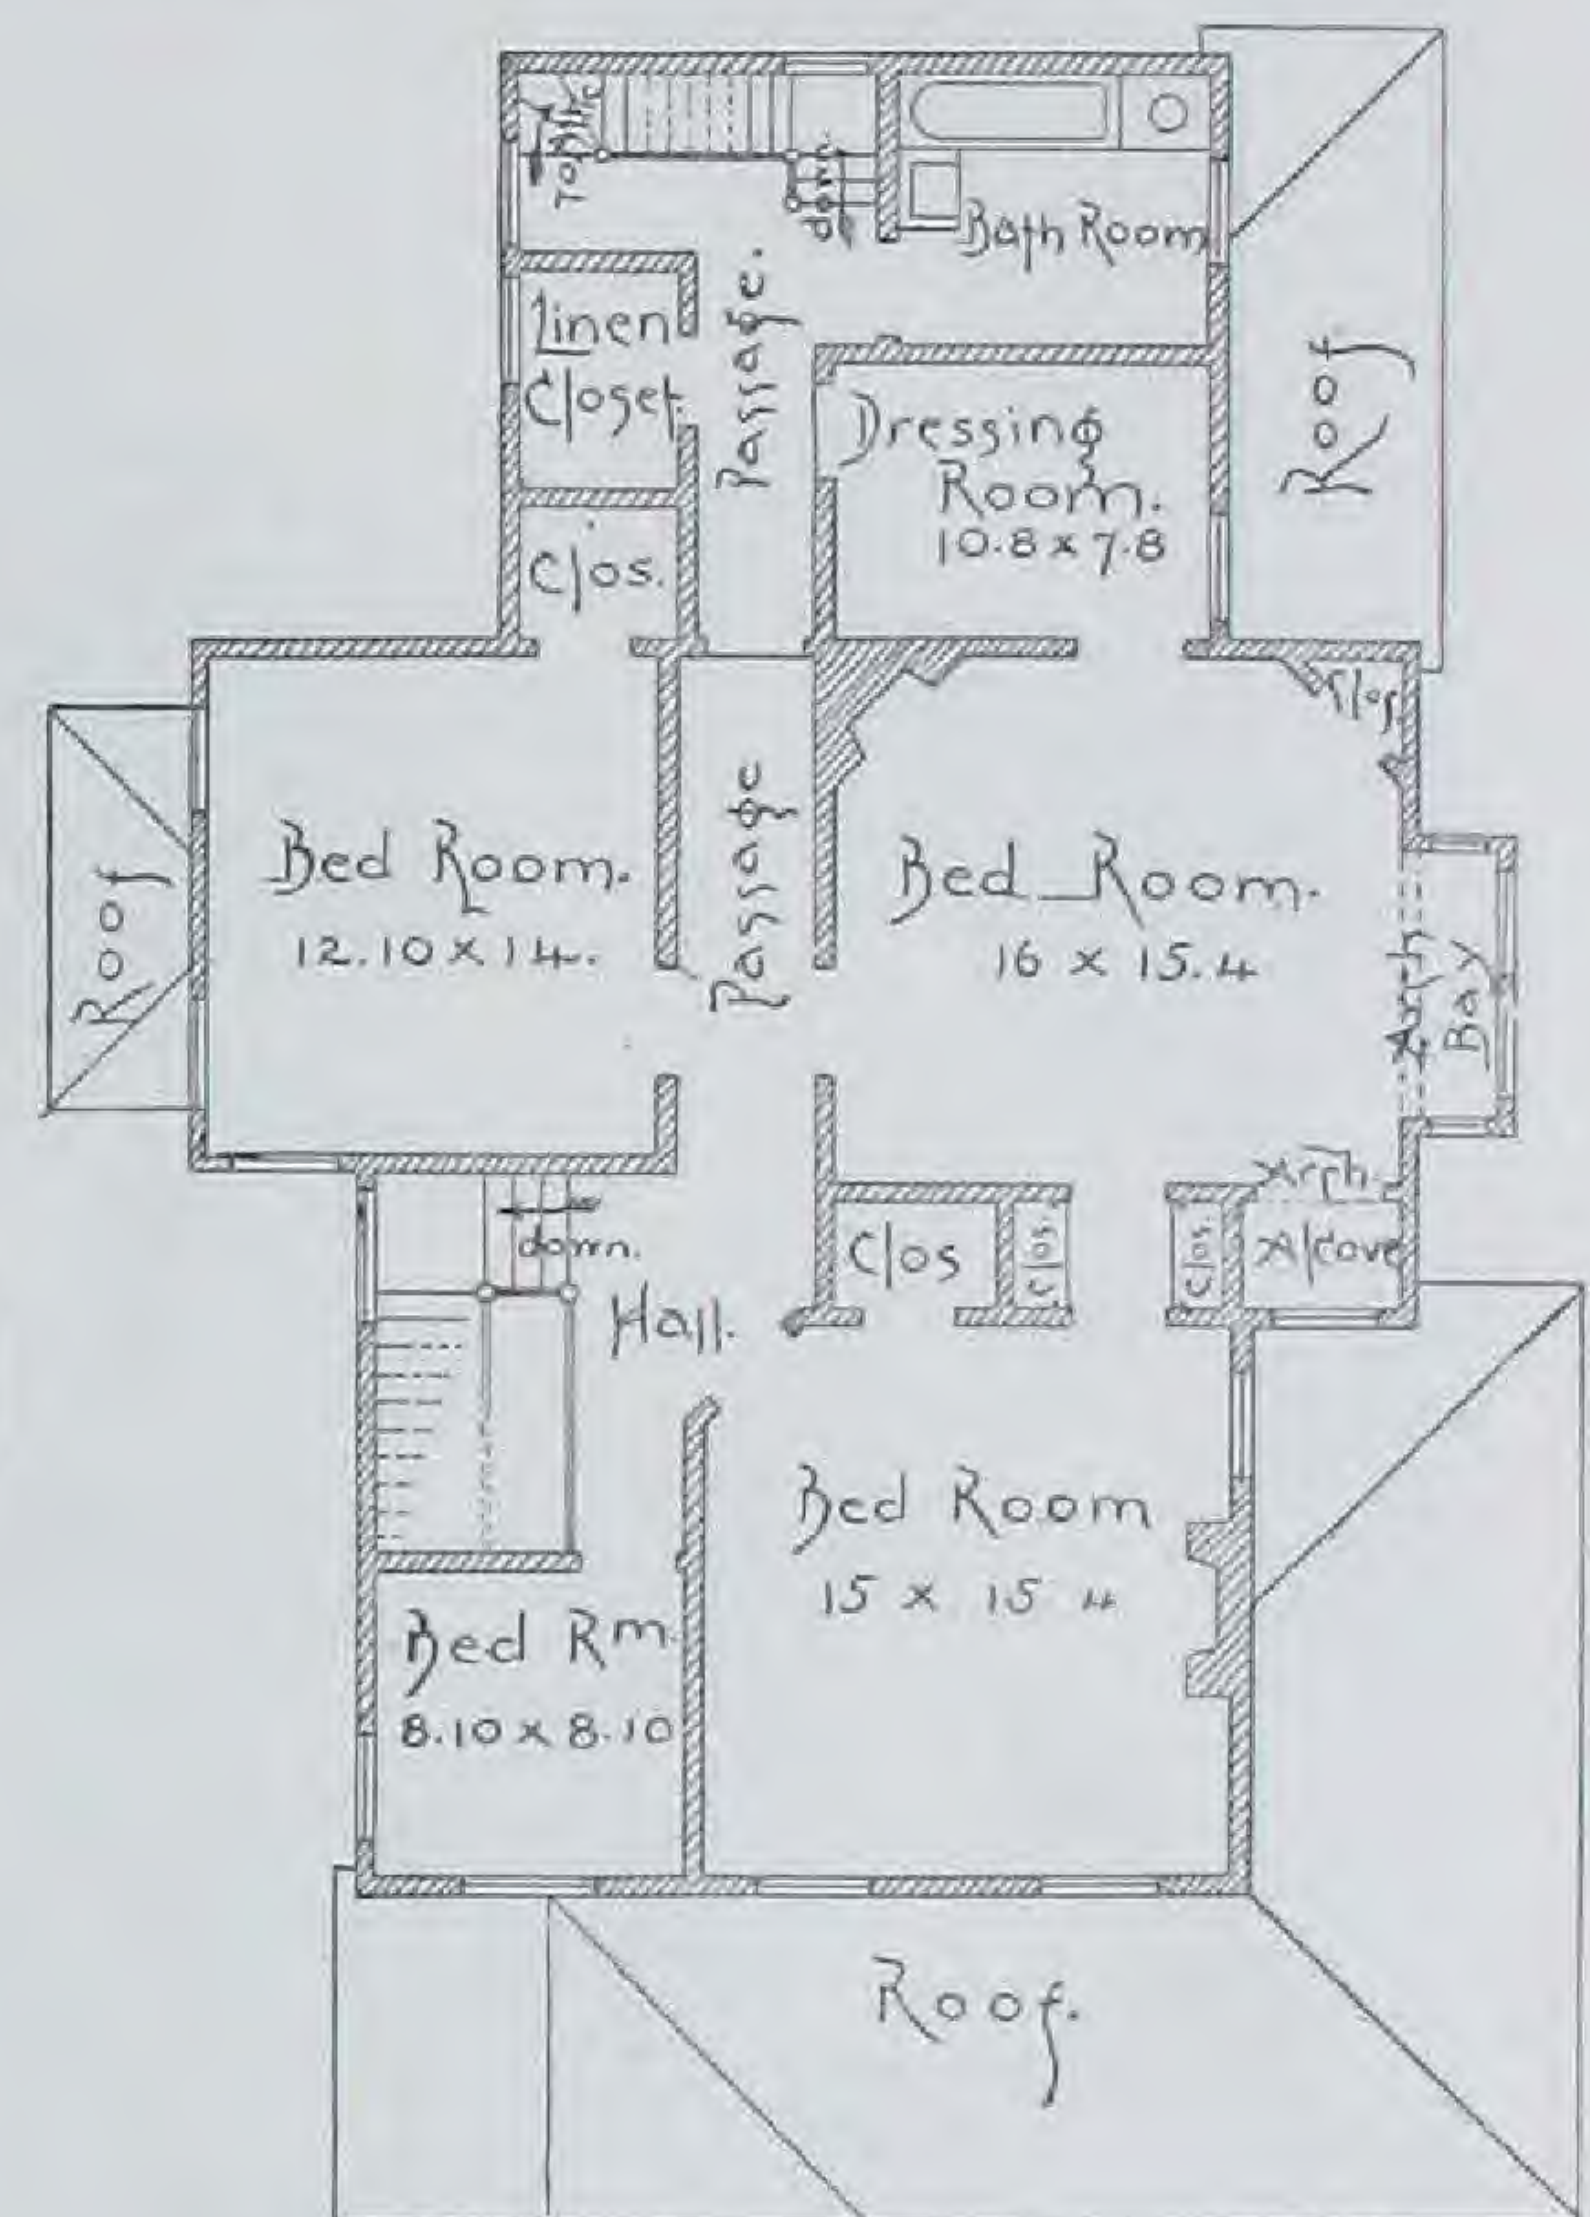 To Attic
down.
Bath Room
Linen
Closet.
Passage.
Dressing
Room.
10.8 x 7.8
Roof
Clos.
Clos.
Bed Room.
12.10 x 14.
Roof
Passage
Bed Room.
16 x 15.4
Arch
Bay
Arch.
Alcove
Clos
Clos.
Clos.
down.
Hall.
Bed Room
15 x 15 4
Bed Rm.
8.10 x 8.10
Roof.